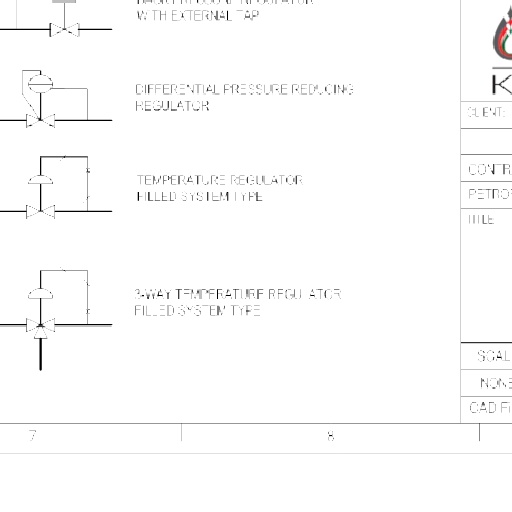 WITH EXTERNAL TAP
DIFFERENTIAL PRESSURE REDUCING
REGULATOR
TEMPERATURE REGULATOR
FILLED SYSTEM TYPE
3-WAY TEMPERATURE REGULATOR
FILLED SYSTEM TYPE
K
CLIENT:
CONTR
PETRO
TITLE
SCAL
NONE
CAD FI
7
8